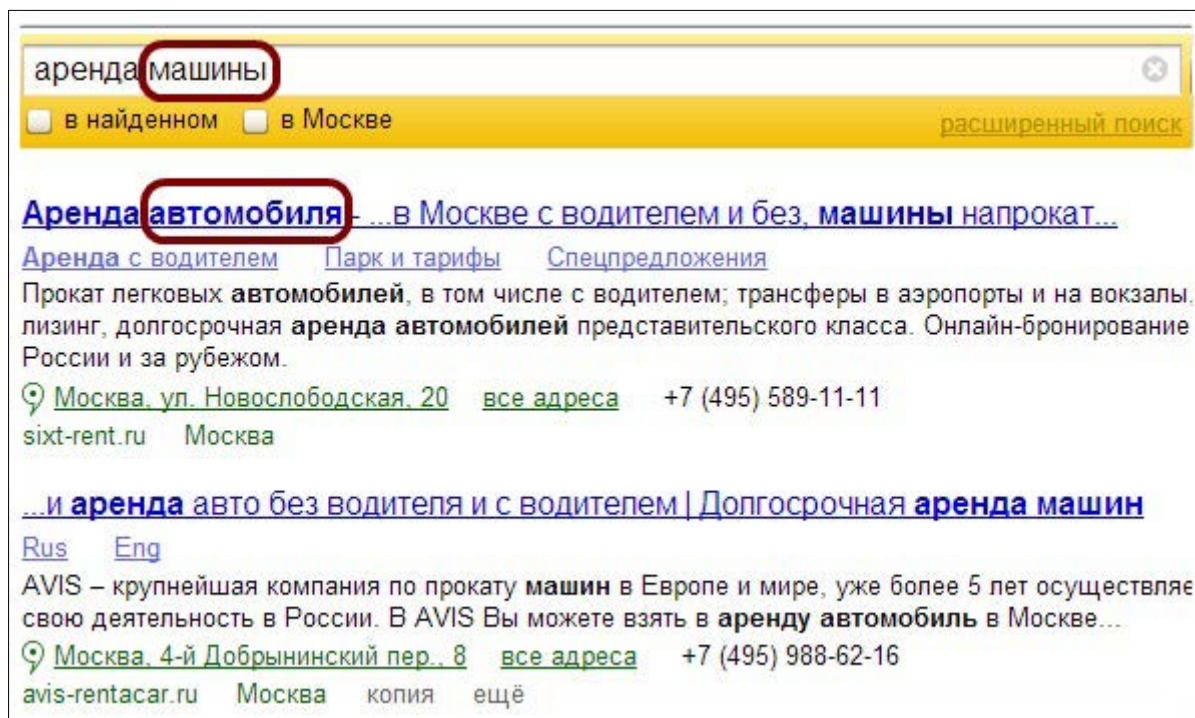 аренда машины
в найденном в Москве расширенный поиск
Аренда автомобиля - ...в Москве с водителем и без, машины напрокат...
Аренда с водителем Парк и тарифы Спецпредложения
Прокат легковых автомобилей, в том числе с водителем; трансферы в аэропорты и на вокзалы,
лизинг, долгосрочная аренда автомобилей представительского класса. Онлайн-бронирование
России и за рубежом.
Москва, ул. Новослободская, 20 все адреса +7 (495) 589-11-11
sixt-rent.ru Москва
...и аренда авто без водителя и с водителем | Долгосрочная аренда машин
Rus Eng
AVIS – крупнейшая компания по прокату машин в Европе и мире, уже более 5 лет осуществляе
свою деятельность в России. В AVIS Вы можете взять в аренду автомобиль в Москве...
Москва, 4-й Добрынинский пер., 8 все адреса +7 (495) 988-62-16
avis-rentacar.ru Москва копия ещё